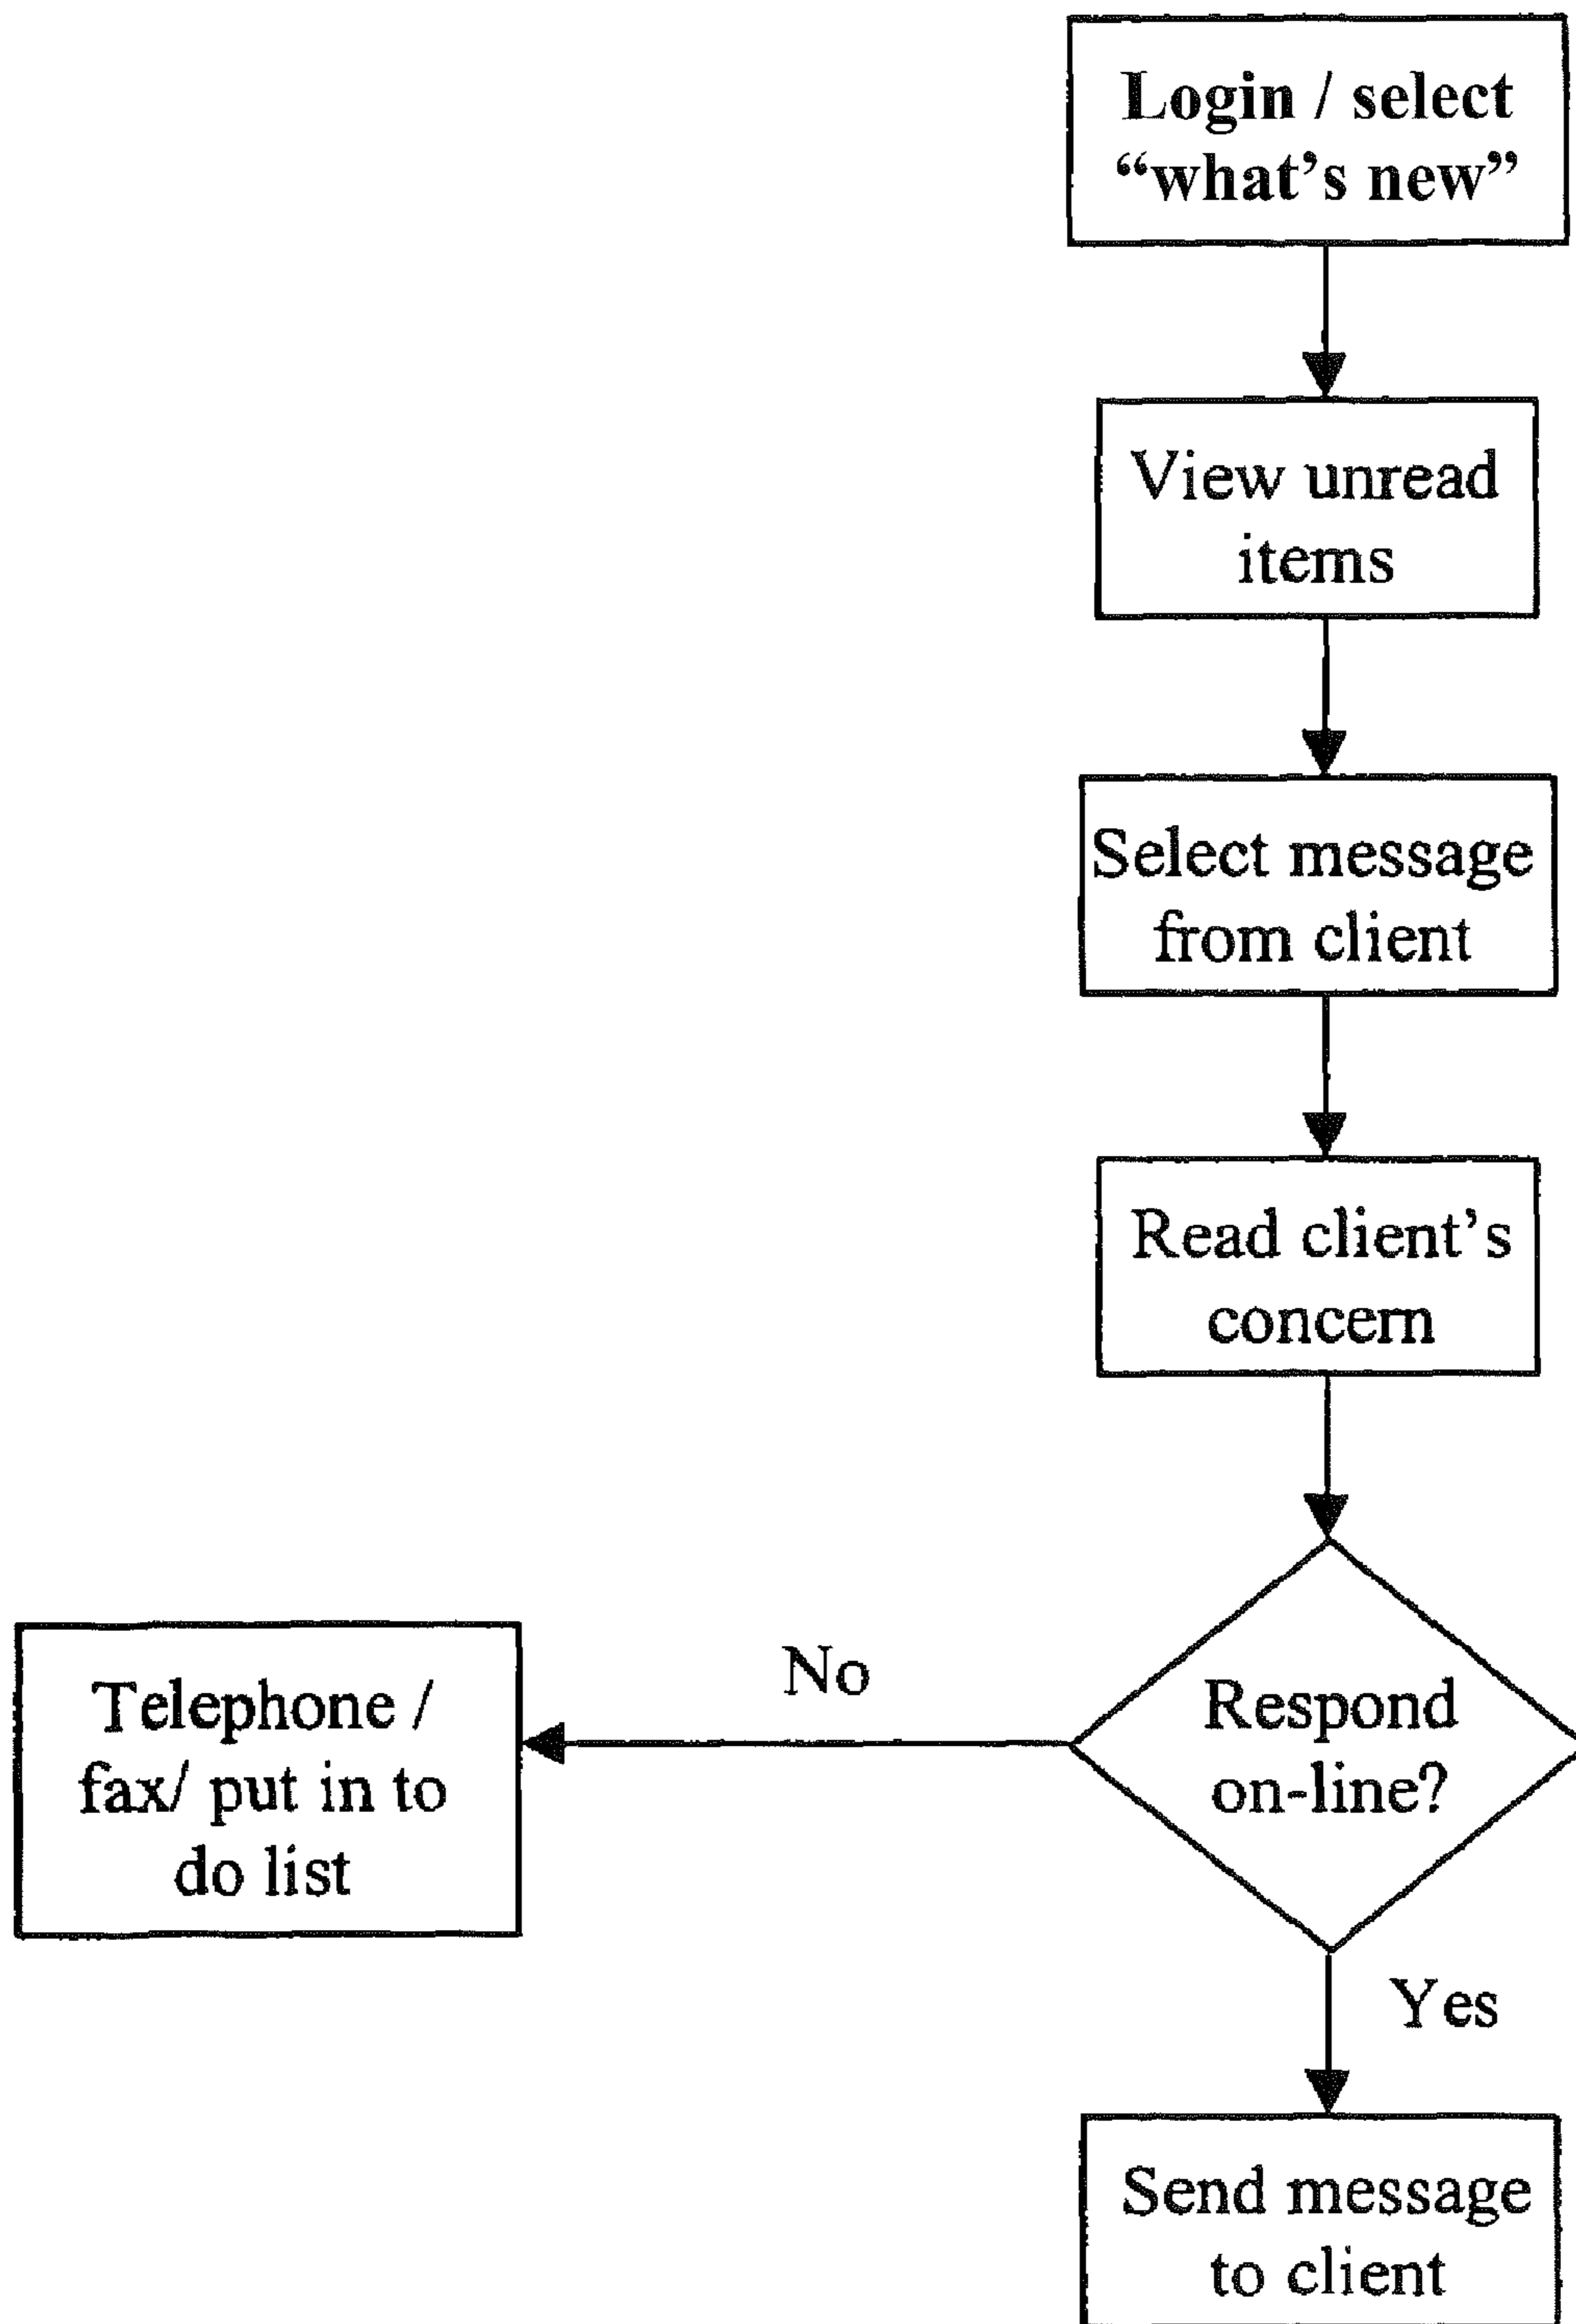 Login / select
“what’s new”
View unread
items
Select message
from client
Read client’s
concern
Respond
on-line?
No
Telephone /
fax/ put in to
do list
Yes
Send message
to client